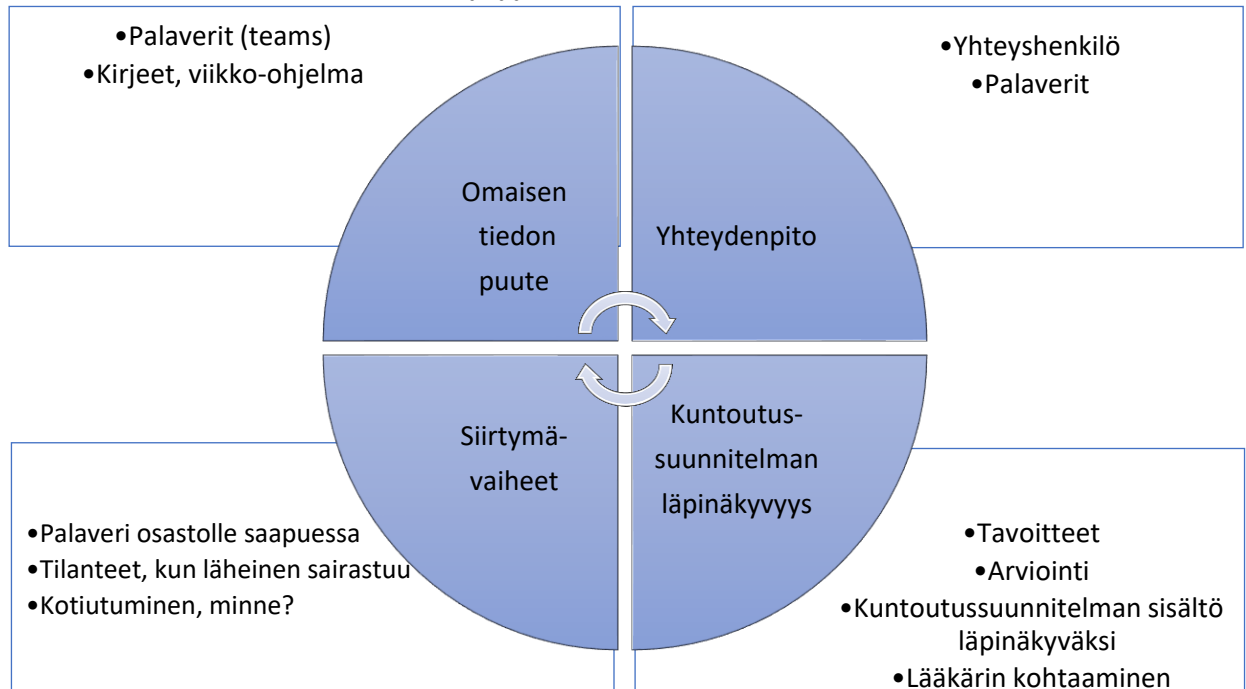 •Palaverit (teams)
•Kirjeet, viikko-ohjelma
•Yhteyshenkilö
•Palaverit
Omaisen
tiedon
puute
Yhteydenpito
Siirtymä-
vaiheet
Kuntoutus-
suunnitelman
läpinäkyvyys
•Palaveri osastolle saapuessa
•Tilanteet, kun läheinen sairastuu
•Kotiutuminen, minne?
•Tavoitteet
•Arviointi
•Kuntoutussuunnitelman sisältö
läpinäkyväksi
•Lääkärin kohtaaminen